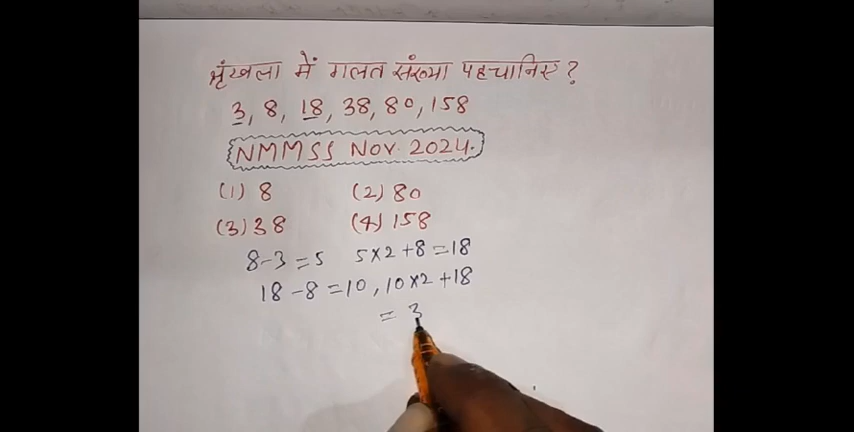 शृंखला में गलत संख्या पहचानिए?
3, 8, 18, 38, 80, 158
NMMSS NOV. 2024.
(1) 8 (2) 80
(3) 38 (4) 158
8-3=5 5×2+8=18
18-8=10, 10×2+18
= 3